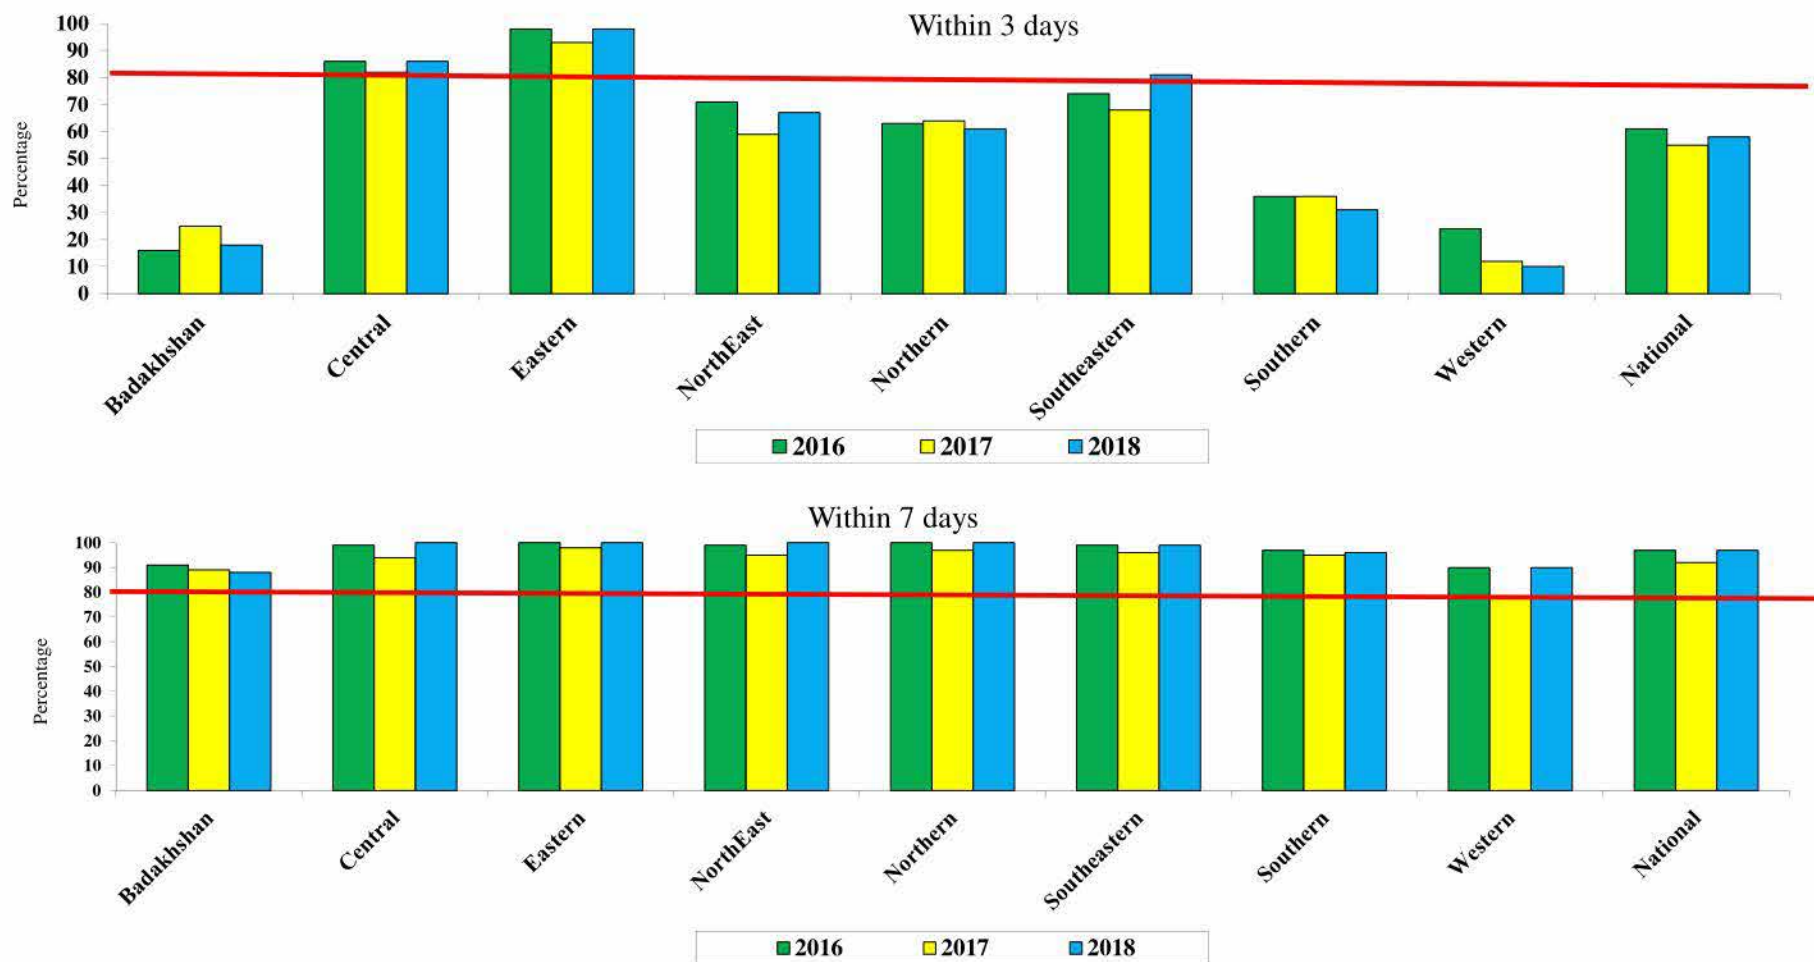 Within 3 days
Percentage
100
90
80
70
60
50
40
30
20
10
0
Badakhshan
Central
Eastern
NorthEast
Northern
Southeastern
Southern
Western
National
2016 2017 2018
Within 7 days
Percentage
100
90
80
70
60
50
40
30
20
10
0
Badakhshan
Central
Eastern
NorthEast
Northern
Southeastern
Southern
Western
National
2016 2017 2018